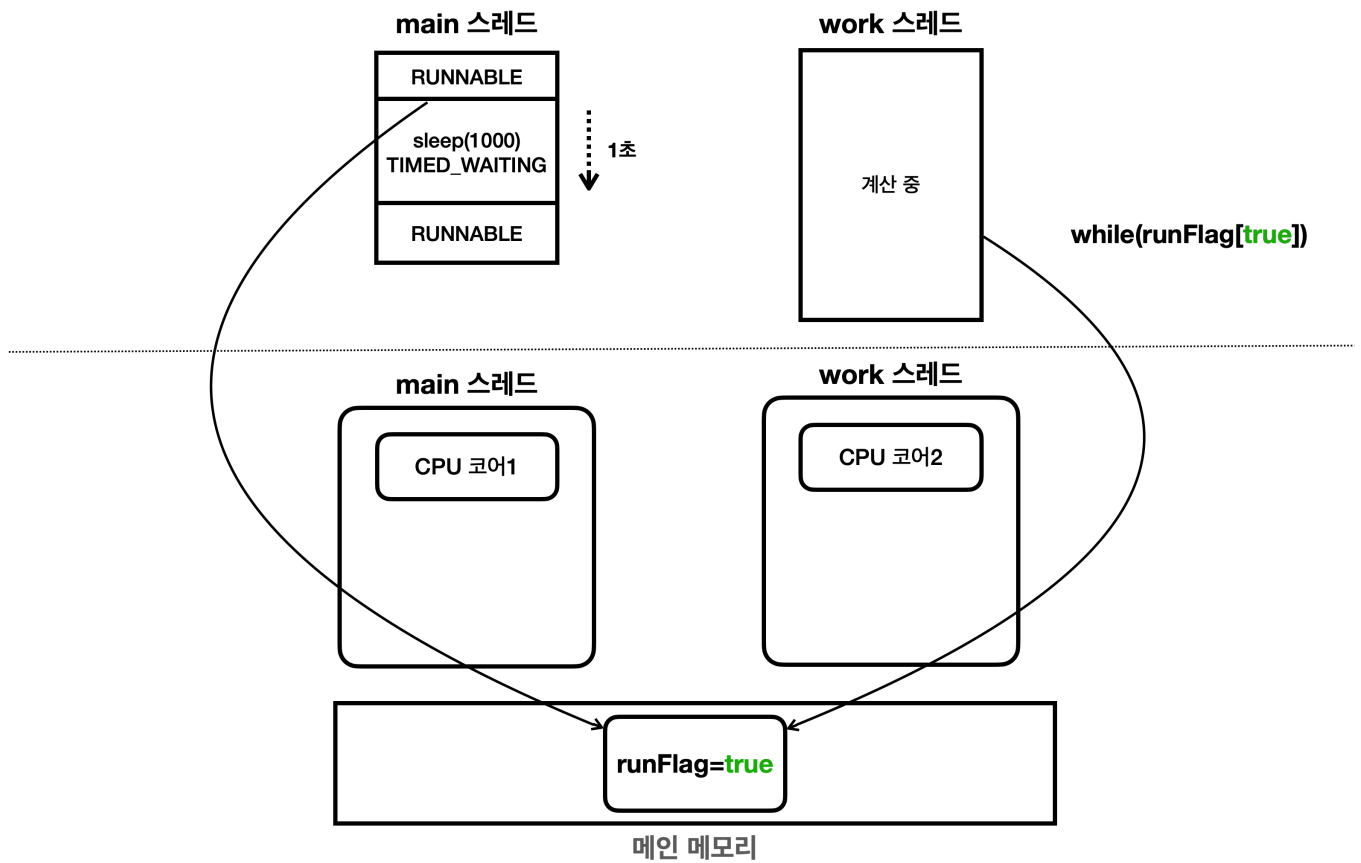 main 스레드
work 스레드
RUNNABLE
sleep(1000)
TIMED_WAITING
1초
RUNNABLE
계산 중
while(runFlag[true])
main 스레드
work 스레드
CPU 코어1
CPU 코어2
runFlag=true
메인 메모리